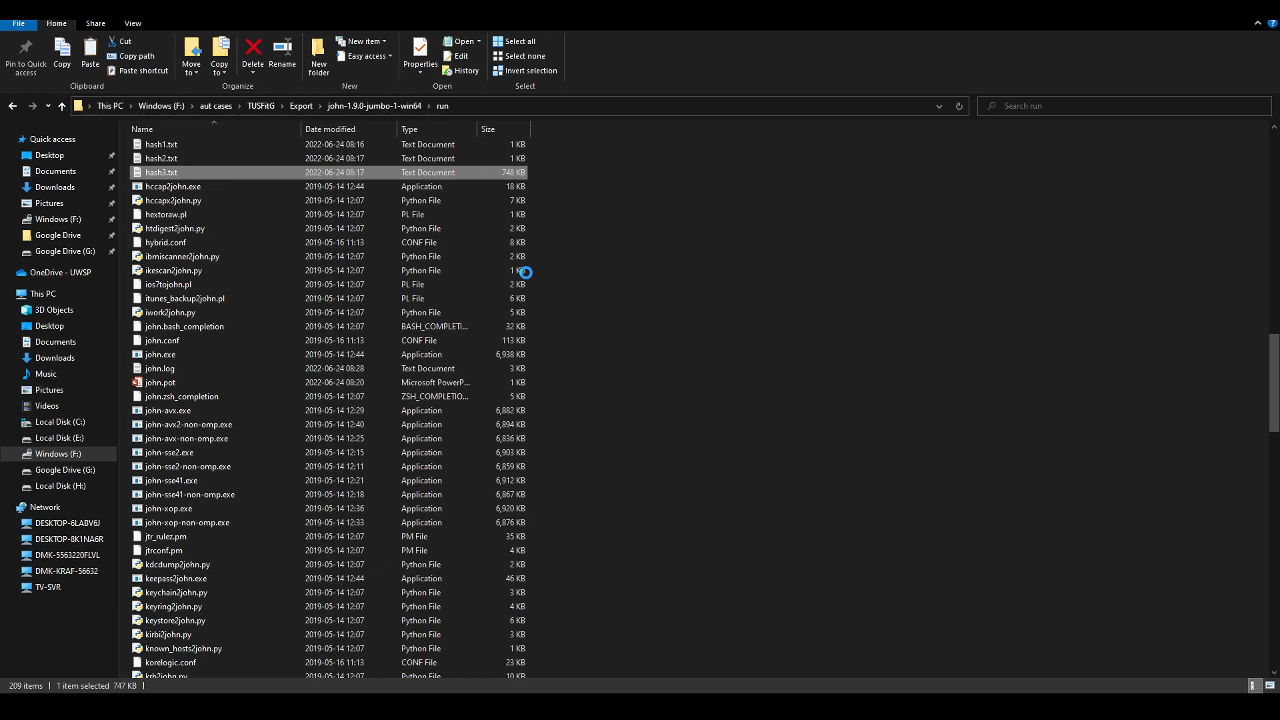 File Home Share View
Pin to Quick access Copy Paste Cut Copy path Paste shortcut Move to Copy to Delete Rename New folder New item Easy access Properties Open Edit History Select all Select none Invert selection
Clipboard Organize New Open Select
This PC Windows (F:) aut cases TUSFitG Export john-1.9.0-jumbo-1-win64 run Search run
Name Date modified Type Size
hash1.txt 2022-06-24 08:16 Text Document 1 KB
hash2.txt 2022-06-24 08:17 Text Document 1 KB
hash3.txt 2022-06-24 08:17 Text Document 748 KB
hccap2john.exe 2019-05-14 12:44 Application 18 KB
hccapx2john.py 2019-05-14 12:07 Python File 7 KB
hextoraw.pl 2019-05-14 12:07 PL File 1 KB
htdigest2john.py 2019-05-14 12:07 Python File 2 KB
hybrid.conf 2019-05-16 11:13 CONF File 8 KB
ibmiscanner2john.py 2019-05-14 12:07 Python File 2 KB
ikescan2john.py 2019-05-14 12:07 Python File 1
ios7tojohn.pl 2019-05-14 12:07 PL File 2 KB
itunes_backup2john.pl 2019-05-14 12:07 PL File 6 KB
iwork2john.py 2019-05-14 12:07 Python File 5 KB
john.bash_completion 2019-05-14 12:07 BASH_COMPLETI... 32 KB
john.conf 2019-05-16 11:13 CONF File 113 KB
john.exe 2019-05-14 12:44 Application 6,938 KB
john.log 2022-06-24 08:28 Text Document 3 KB
john.pot 2022-06-24 08:20 Microsoft PowerP... 1 KB
john.zsh_completion 2019-05-14 12:07 ZSH_COMPLETIO... 5 KB
john-avx.exe 2019-05-14 12:29 Application 6,882 KB
john-avx2-non-omp.exe 2019-05-14 12:40 Application 6,894 KB
john-avx-non-omp.exe 2019-05-14 12:25 Application 6,836 KB
john-sse2.exe 2019-05-14 12:15 Application 6,903 KB
john-sse2-non-omp.exe 2019-05-14 12:11 Application 6,859 KB
john-sse41.exe 2019-05-14 12:21 Application 6,912 KB
john-sse41-non-omp.exe 2019-05-14 12:18 Application 6,867 KB
john-xop.exe 2019-05-14 12:36 Application 6,920 KB
john-xop-non-omp.exe 2019-05-14 12:33 Application 6,876 KB
jtr_rulez.pm 2019-05-14 12:07 PM File 35 KB
jtrconf.pm 2019-05-14 12:07 PM File 4 KB
kdcdump2john.py 2019-05-14 12:07 Python File 2 KB
keepass2john.exe 2019-05-14 12:44 Application 46 KB
keychain2john.py 2019-05-14 12:07 Python File 3 KB
keyring2john.py 2019-05-14 12:07 Python File 4 KB
keystore2john.py 2019-05-14 12:07 Python File 6 KB
kirbi2john.py 2019-05-14 12:07 Python File 3 KB
known_hosts2john.py 2019-05-14 12:07 Python File 1 KB
korelogic.conf 2019-05-16 11:13 CONF File 23 KB
krb2john.py 2019-05-14 12:07 Python File 10 KB
Quick access
Desktop
Documents
Downloads
Pictures
Windows (F:)
Google Drive
Google Drive (G:)
OneDrive - UWSP
This PC
3D Objects
Desktop
Documents
Downloads
Music
Pictures
Videos
Local Disk (C:)
Local Disk (E:)
Windows (F:)
Google Drive (G:)
Local Disk (H:)
Network
DESKTOP-6LABV6J
DESKTOP-8K1NA6R
DMK-5563220FLVL
DMK-KRAF-56632
TV-SVR
209 items 1 item selected 747 KB